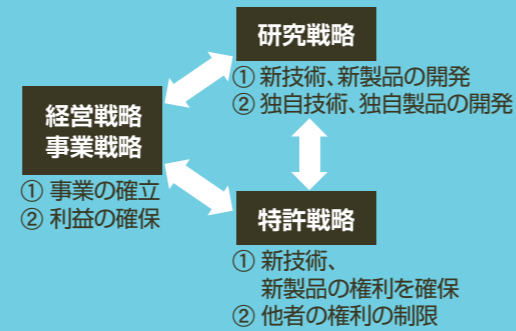 研究戦略
① 新技術、新製品の開発
② 独自技術、独自製品の開発
経営戦略
事業戦略
① 事業の確立
② 利益の確保
特許戦略
① 新技術、
新製品の権利を確保
② 他者の権利の制限